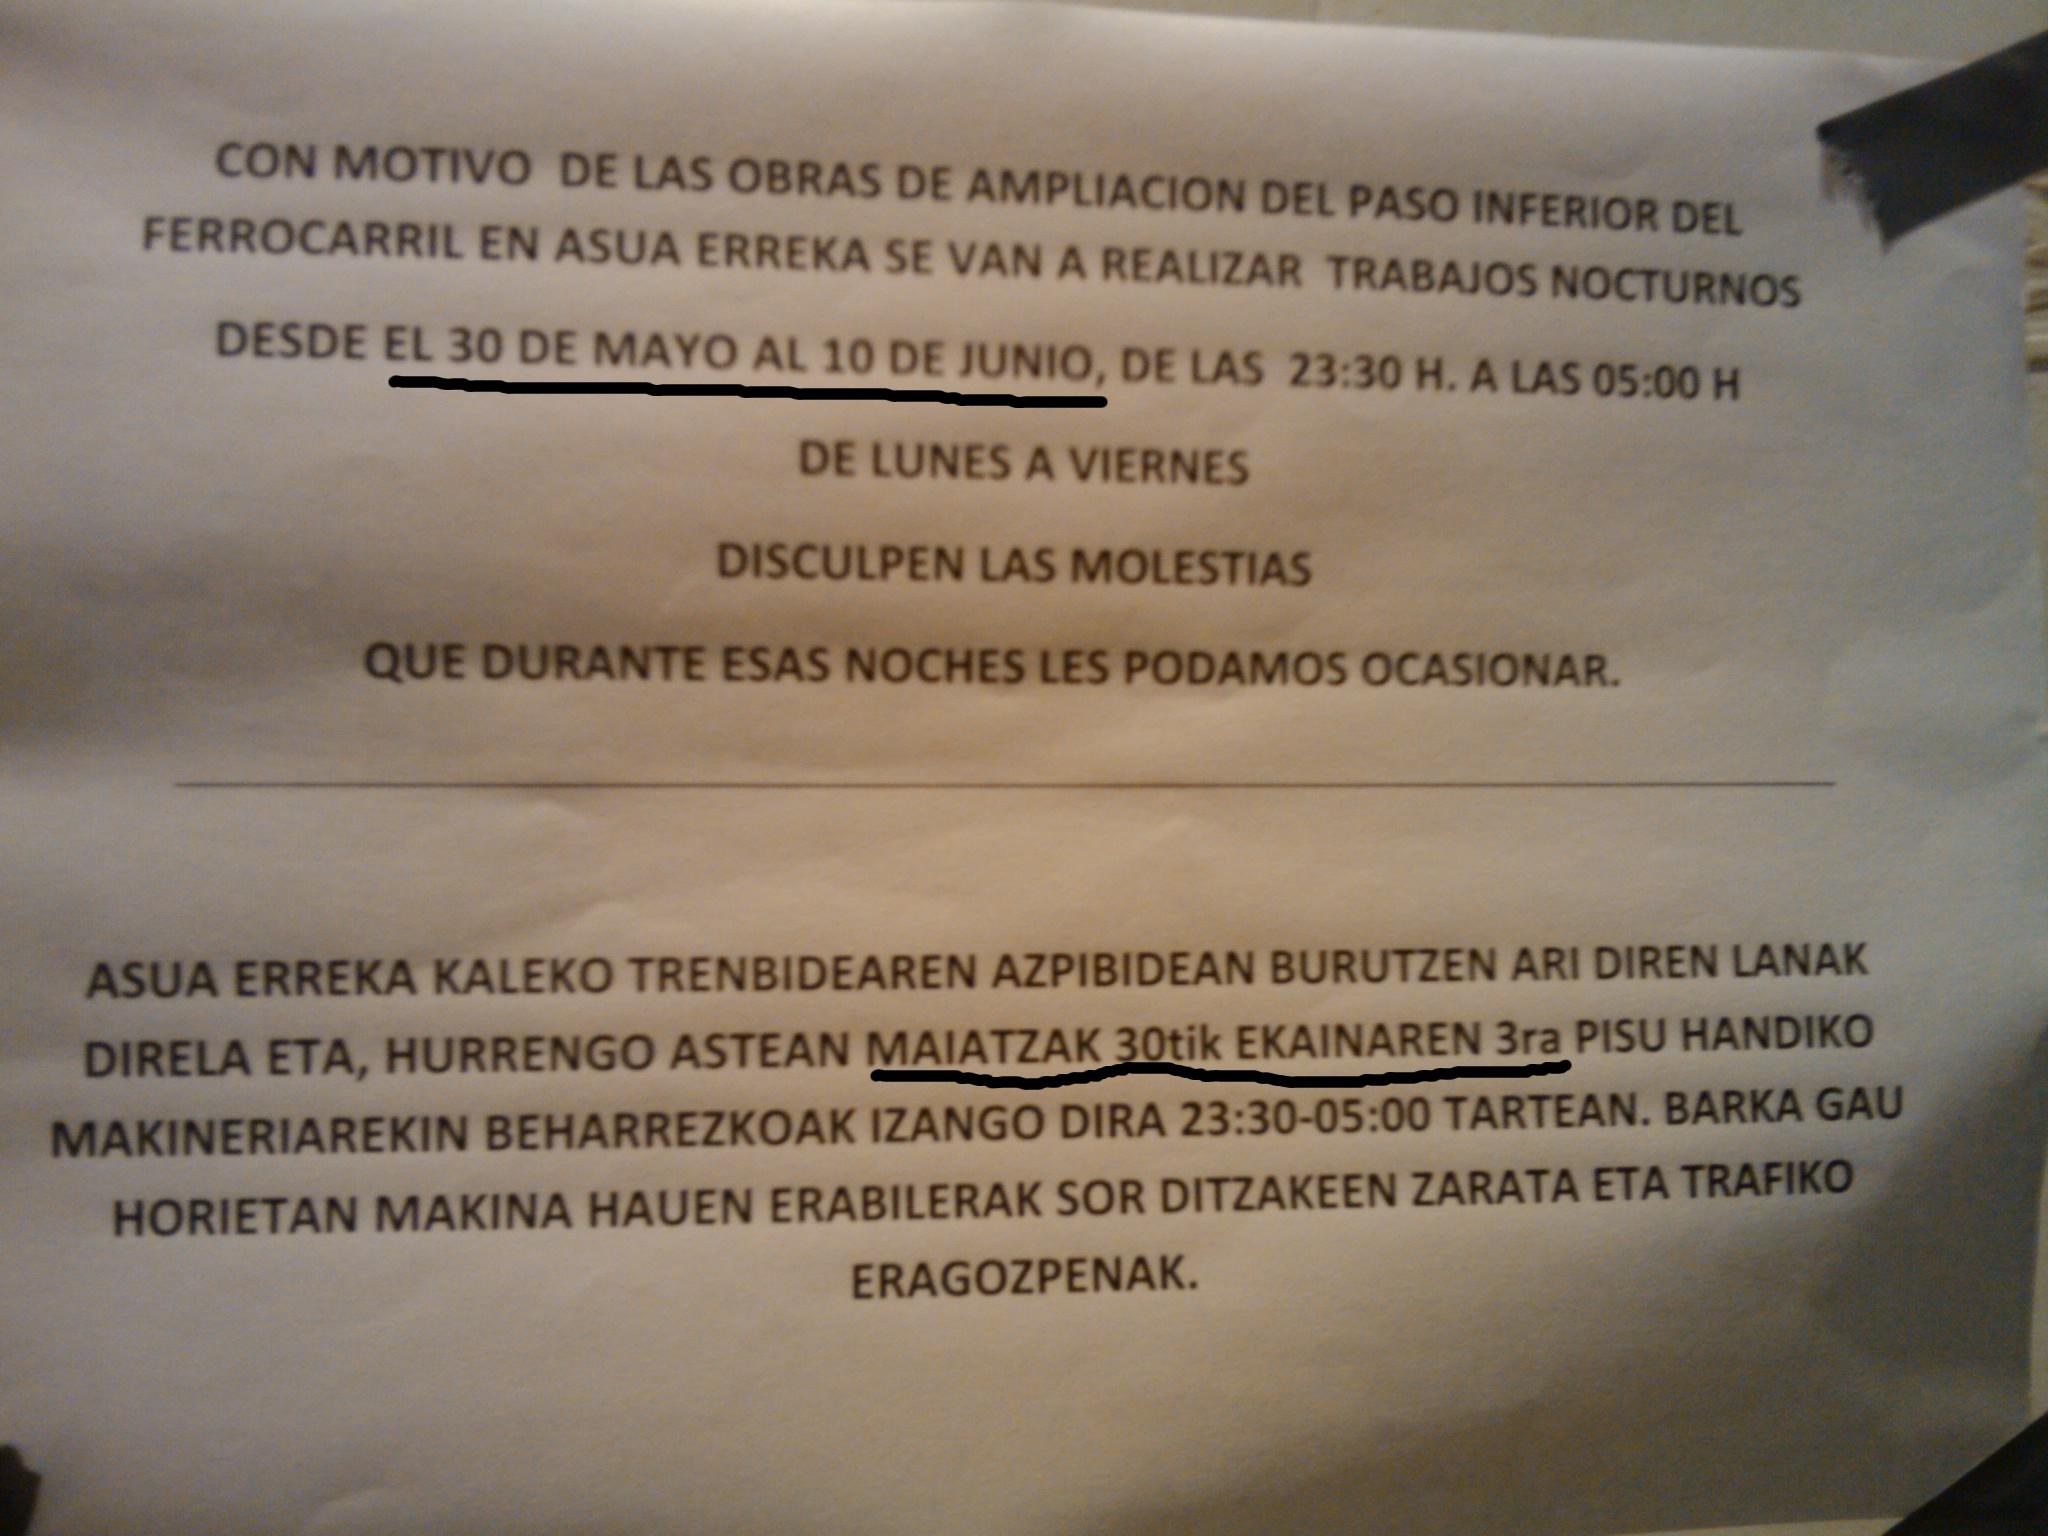 CON MOTIVO DE LAS OBRAS DE AMPLIACION DEL PASO INFERIOR DEL
FERROCARRIL EN ASUA ERREKA SE VAN A REALIZAR TRABAJOS NOCTURNOS
DESDE EL 30 DE MAYO AL 10 DE JUNIO, DE LAS 23:30 H. A LAS 05:00 H
DE LUNES A VIERNES
DISCULPEN LAS MOLESTIAS
QUE DURANTE ESAS NOCHES LES PODAMOS OCASIONAR.
ASUA ERREKA KALEKO TRENBIDEAREN AZPIBIDEAN BURUTZEN ARI DIREN LANAK
DIRELA ETA, HURRENGO ASTEAN MAIATZAK 30tik EKAINAREN 3ra PISU HANDIKO
MAKINERIAREKIN BEHARREZKOAK IZANGO DIRA 23:30-05:00 TARTEAN. BARKA GAU
HORIETAN MAKINA HAUEN ERABILERAK SOR DITZAKEEN ZARATA ETA TRAFIKO
ERAGOZPENAK.